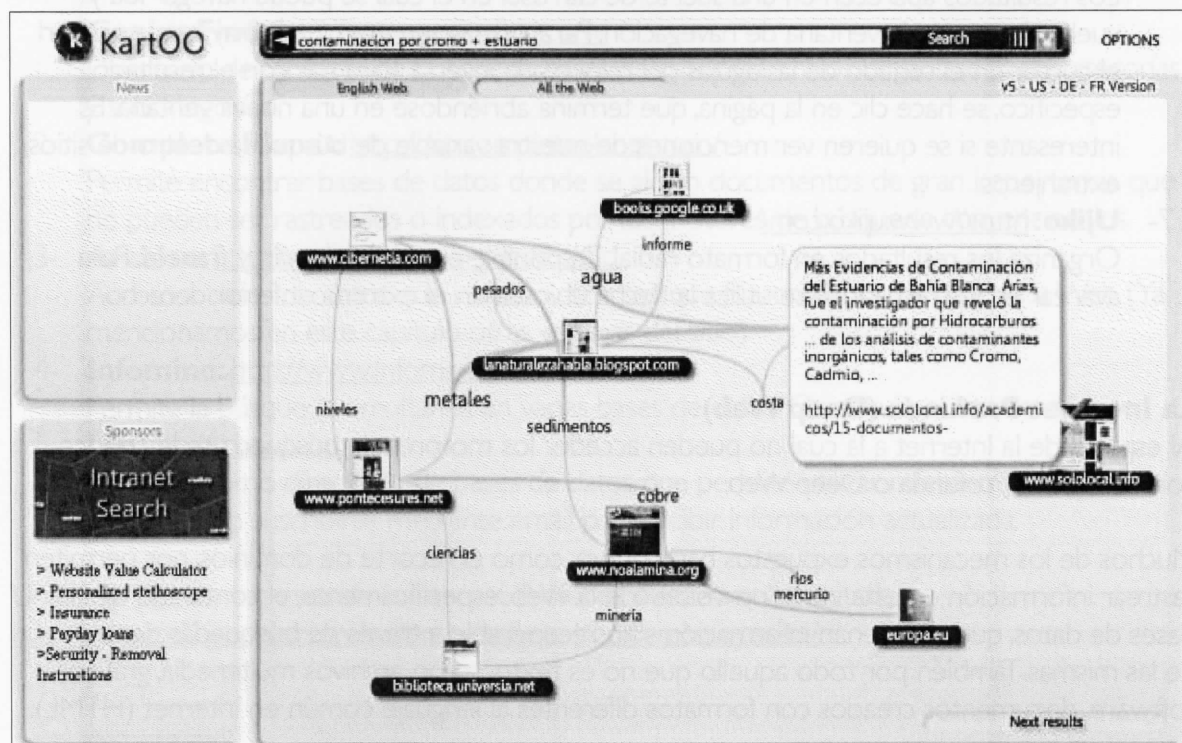 KartOO
contaminacion por cromo + estuario
Search
OPTIONS
News
English Web
All the Web
v5 - US - DE - FR Version
books.google.co.uk
informe
www.cibernetia.com
pesados
agua
Más Evidencias de Contaminación
del Estuario de Bahía Blanca Arias,
fue el investigador que reveló la
contaminación por Hidrocarburos
... de los análisis de contaminantes
inorgánicos, tales como Cromo,
Cadmio, ...
http://www.sololocal.info/academi
cos/15-documentos-
www.sololocal.info
lanaturalezahabla.blogspot.com
niveles
metales
costa
sedimentos
Sponsors
Intranet
Search
www.pontecesures.net
cobre
ciencias
www.noalamina.org
rios
mercurio
mineria
europa.eu
biblioteca.universia.net
> Website Value Calculator
> Personalized stethoscope
> Insurance
> Payday loans
>Security - Removal
Instructions
Next results